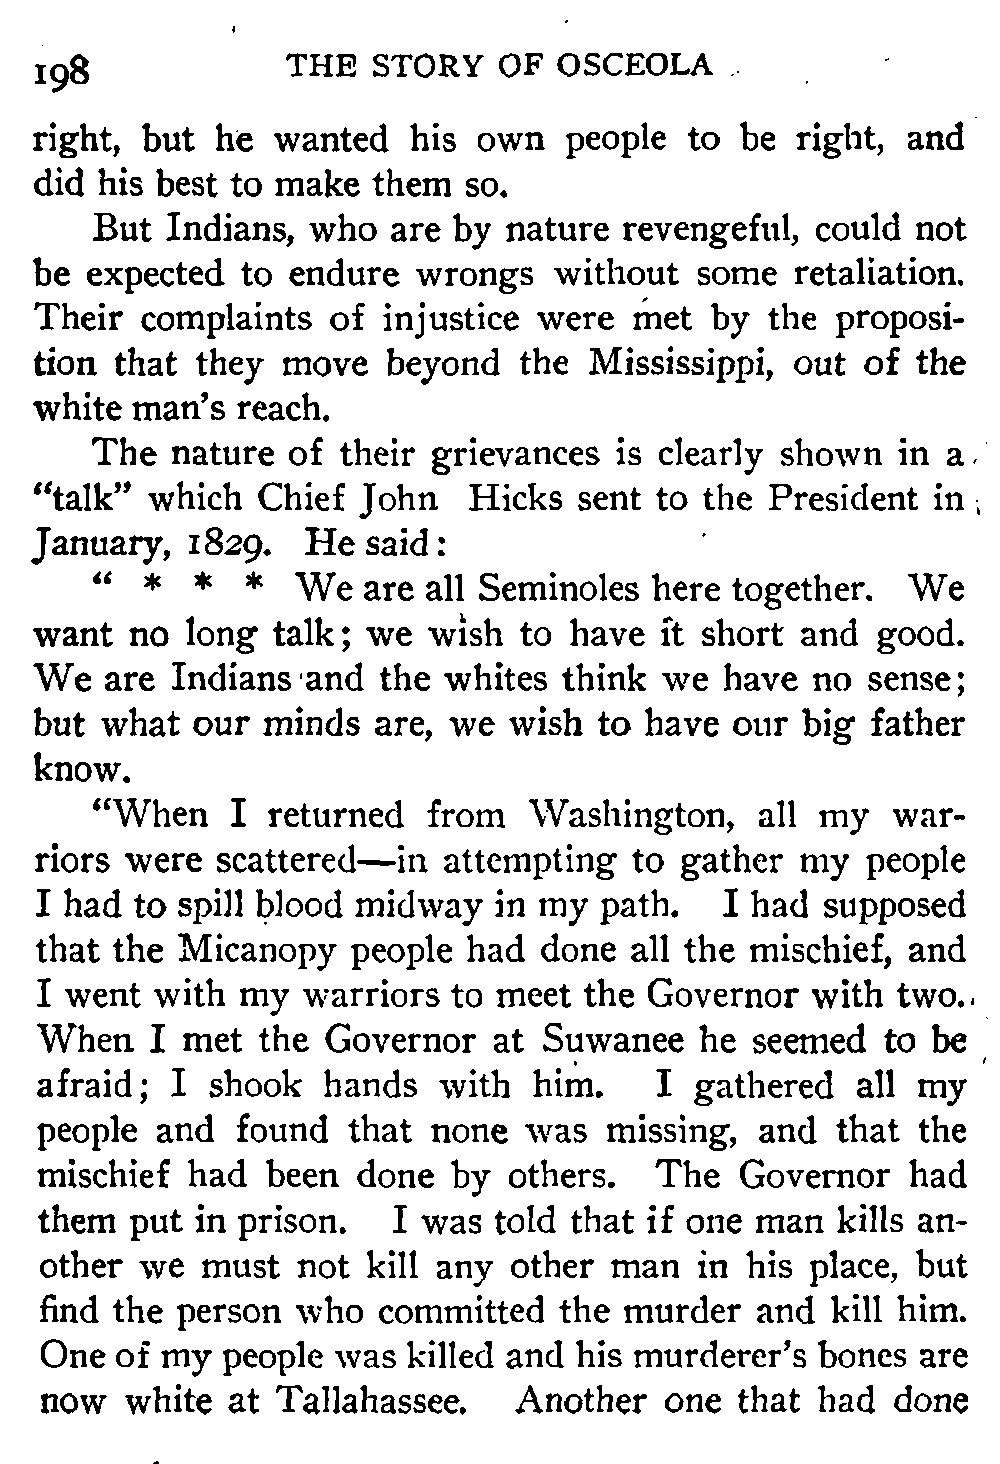 198 THE STORY OF OSCEOLA
right, but he wanted his own people to be right, and
did his best to make them so.
But Indians, who are by nature revengeful, could not
be expected to endure wrongs without some retaliation.
Their complaints of injustice were met by the proposi-
tion that they move beyond the Mississippi, out of the
white man's reach.
The nature of their grievances is clearly shown in a
“talk” which Chief John Hicks sent to the President in
January, 1829. He said:
“ * * * We are all Seminoles here together. We
want no long talk; we wish to have it short and good.
We are Indians and the whites think we have no sense;
but what our minds are, we wish to have our big father
know.
“When I returned from Washington, all my war-
riors were scattered—in attempting to gather my people
I had to spill blood midway in my path. I had supposed
that the Micanopy people had done all the mischief, and
I went with my warriors to meet the Governor with two.
When I met the Governor at Suwanee he seemed to be
afraid; I shook hands with him. I gathered all my
people and found that none was missing, and that the
mischief had been done by others. The Governor had
them put in prison. I was told that if one man kills an-
other we must not kill any other man in his place, but
find the person who committed the murder and kill him.
One of my people was killed and his murderer's bones are
now white at Tallahassee. Another one that had done